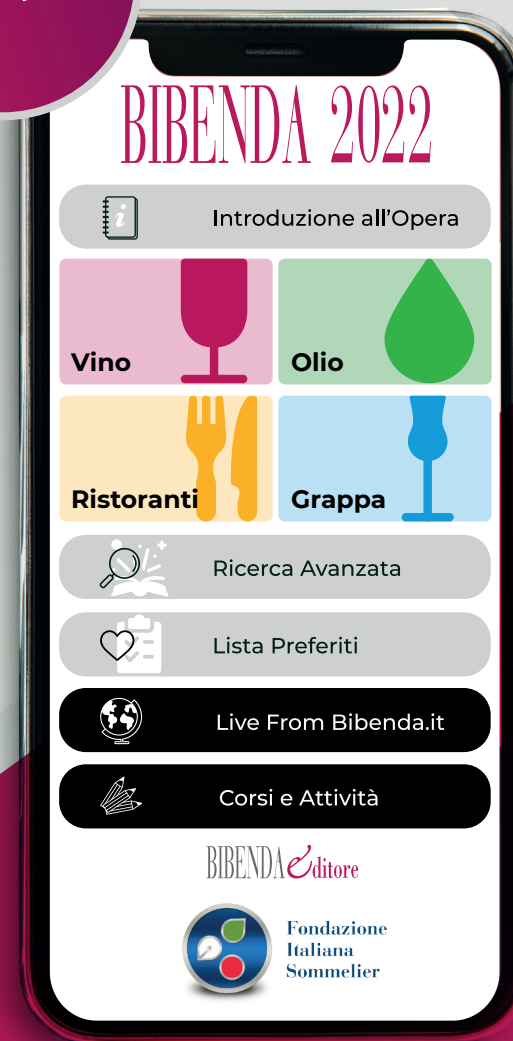 BIBENDA 2022
Introduzione all'Opera
Vino
Olio
Ristoranti
Grappa
Ricerca Avanzata
Lista Preferiti
Live From Bibenda.it
Corsi e Attività
BIBENDA Editore
Fondazione
Italiana
Sommelier